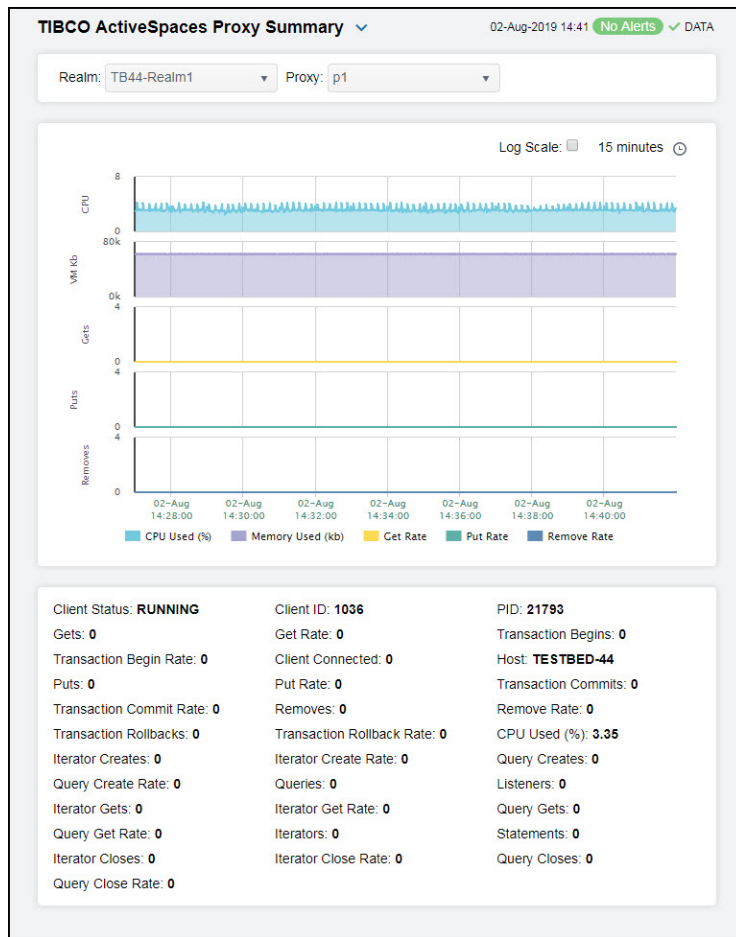 TIBCO ActiveSpaces Proxy Summary 02-Aug-2019 14:41 No Alerts DATA
Realm: TB44-Realm1 Proxy: p1
Log Scale: 15 minutes
8
CPU
0
80k
VM Kb
0k
4
Gets
0
4
Puts
0
4
Removes
0
02-Aug 02-Aug 02-Aug 02-Aug 02-Aug 02-Aug 02-Aug
14:28:00 14:30:00 14:32:00 14:34:00 14:36:00 14:38:00 14:40:00
CPU Used (%) Memory Used (kb) Get Rate Put Rate Remove Rate
Client Status: RUNNING Client ID: 1036 PID: 21793
Gets: 0 Get Rate: 0 Transaction Begins: 0
Transaction Begin Rate: 0 Client Connected: 0 Host: TESTBED-44
Puts: 0 Put Rate: 0 Transaction Commits: 0
Transaction Commit Rate: 0 Removes: 0 Remove Rate: 0
Transaction Rollbacks: 0 Transaction Rollback Rate: 0 CPU Used (%): 3.35
Iterator Creates: 0 Iterator Create Rate: 0 Query Creates: 0
Query Create Rate: 0 Queries: 0 Listeners: 0
Iterator Gets: 0 Iterator Get Rate: 0 Query Gets: 0
Query Get Rate: 0 Iterators: 0 Statements: 0
Iterator Closes: 0 Iterator Close Rate: 0 Query Closes: 0
Query Close Rate: 0